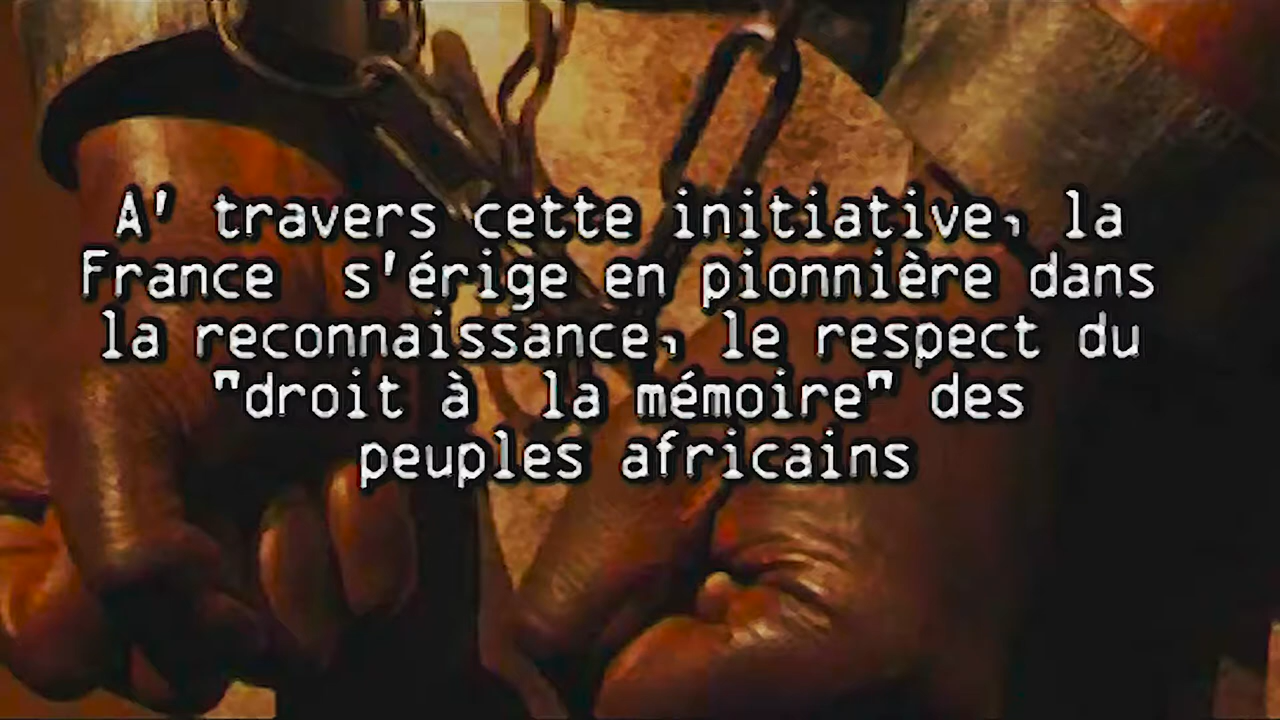 A' travers cette initiative, la
France s'érige en pionnière dans
la reconnaissance, le respect du
"droit à la mémoire" des
peuples africains